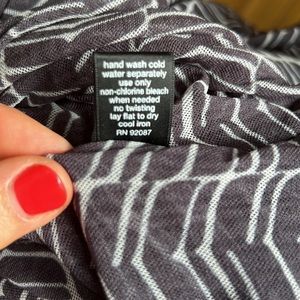 hand wash cold
water separately
use only
non-chlorine bleach
when needed
no twisting
lay flat to dry
cool iron
RN 92087